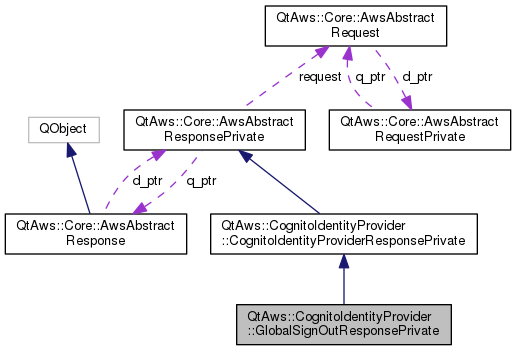 QtAws::Core::AwsAbstract
Request
request
q_ptr
d_ptr
QObject
QtAws::Core::AwsAbstract
ResponsePrivate
QtAws::Core::AwsAbstract
RequestPrivate
d_ptr
q_ptr
QtAws::Core::AwsAbstract
Response
QtAws::CognitoIdentityProvider
::CognitoIdentityProviderResponsePrivate
QtAws::CognitoIdentityProvider
::GlobalSignOutResponsePrivate